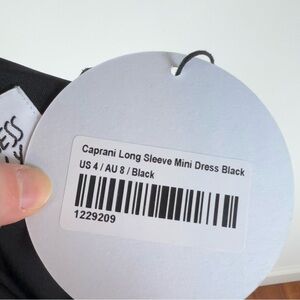 Caprani Long Sleeve Mini Dress Black
US 4 / AU 8 / Black
1229209